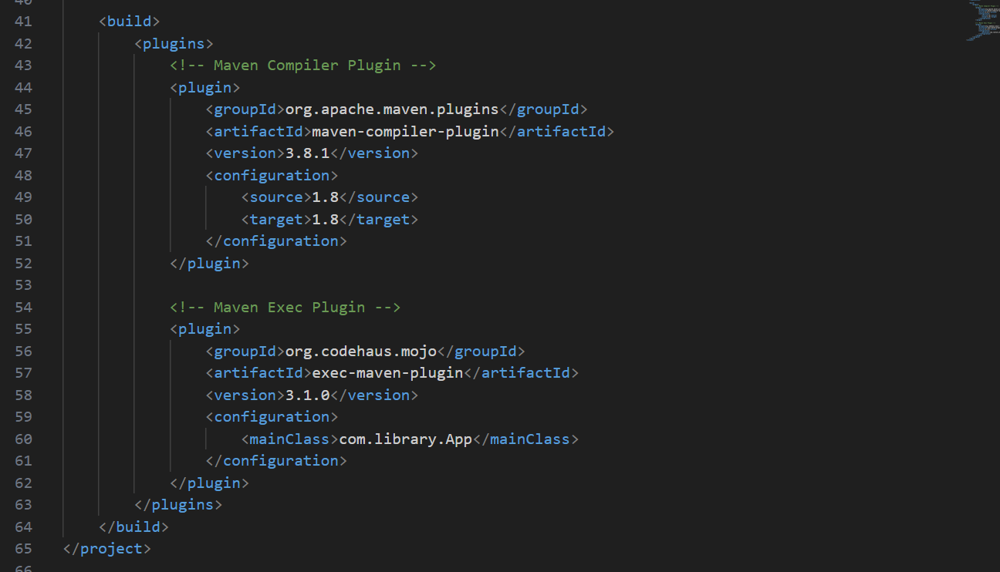 40
41 <build>
42 <plugins>
43 <!-- Maven Compiler Plugin -->
44 <plugin>
45 <groupId>org.apache.maven.plugins</groupId>
46 <artifactId>maven-compiler-plugin</artifactId>
47 <version>3.8.1</version>
48 <configuration>
49 <source>1.8</source>
50 <target>1.8</target>
51 </configuration>
52 </plugin>
53
54 <!-- Maven Exec Plugin -->
55 <plugin>
56 <groupId>org.codehaus.mojo</groupId>
57 <artifactId>exec-maven-plugin</artifactId>
58 <version>3.1.0</version>
59 <configuration>
60 <mainClass>com.library.App</mainClass>
61 </configuration>
62 </plugin>
63 </plugins>
64 </build>
65 </project>
66